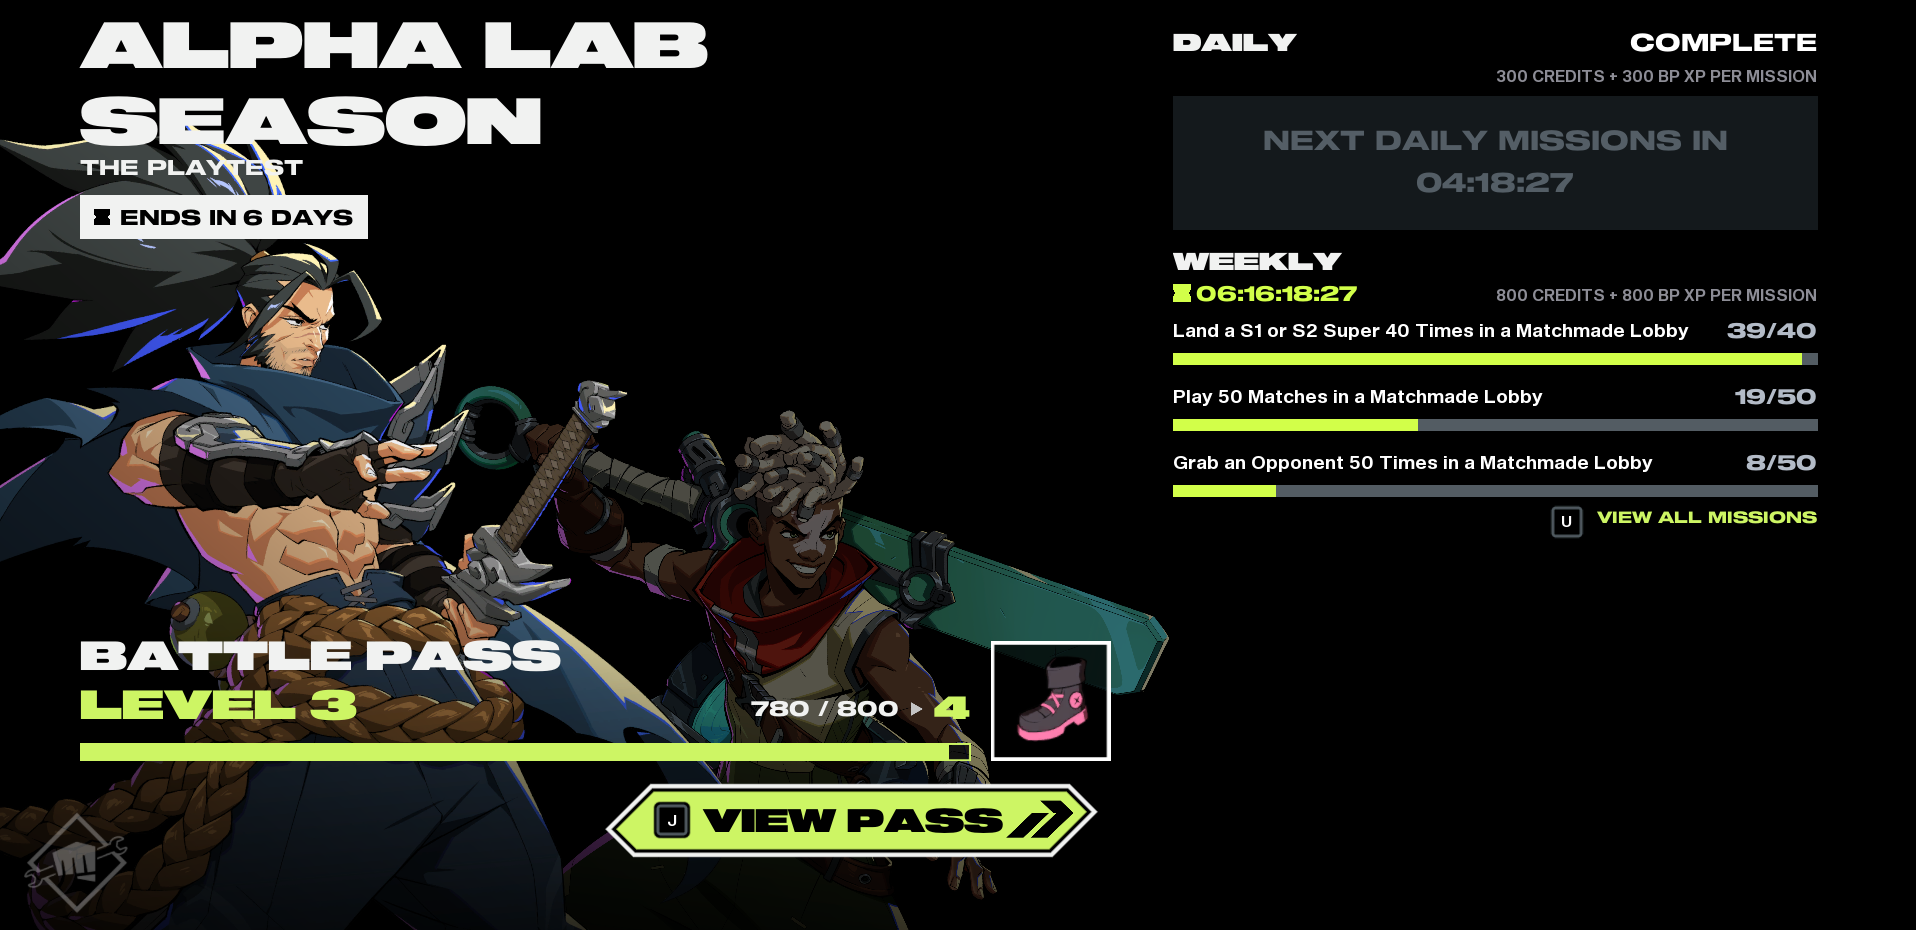 ALPHA LAB
SEASON
THE PLAYTEST
ENDS IN 6 DAYS
BATTLE PASS
LEVEL 3
780 / 800 ▶ 4
J VIEW PASS
DAILY COMPLETE
300 CREDITS + 300 BP XP PER MISSION
NEXT DAILY MISSIONS IN
04:18:27
WEEKLY
06:16:18:27 800 CREDITS + 800 BP XP PER MISSION
Land a S1 or S2 Super 40 Times in a Matchmade Lobby 39/40
Play 50 Matches in a Matchmade Lobby 19/50
Grab an Opponent 50 Times in a Matchmade Lobby 8/50
U VIEW ALL MISSIONS